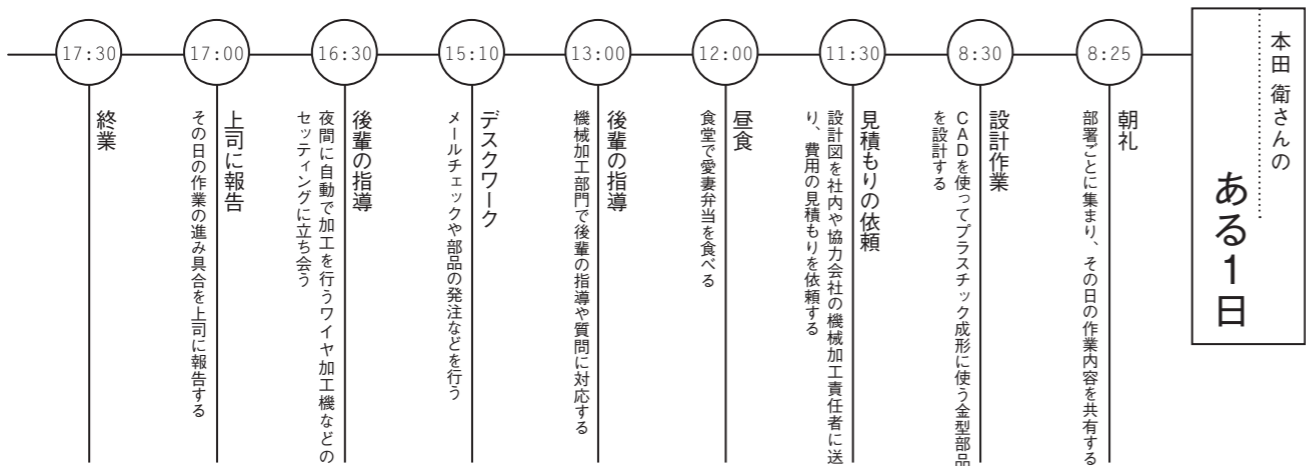 本田 衛さんの
ある1日
8:25
朝礼
部署ごとに集まり、その日の作業内容を共有する
8:30
設計作業
CADを使ってプラスチック成形に使う金型部品
を設計する
11:30
見積もりの依頼
設計図を社内や協力会社の機械加工責任者に送
り、費用の見積もりを依頼する
12:00
昼食
食堂で愛妻弁当を食べる
13:00
後輩の指導
機械加工部門で後輩の指導や質問に対応する
15:10
デスクワーク
メールチェックや部品の発注などを行う
16:30
後輩の指導
夜間に自動で加工を行うワイヤ加工機などの
セッティングに立ち会う
17:00
上司に報告
その日の作業の進み具合を上司に報告する
17:30
終業